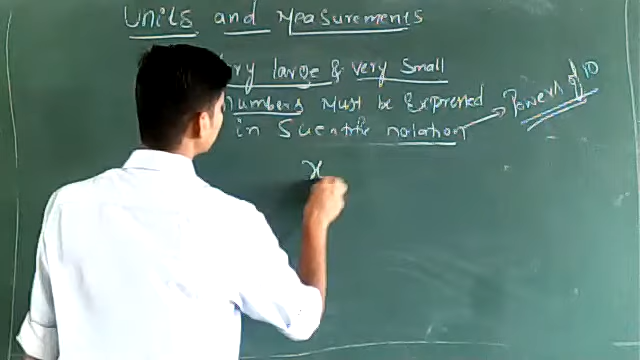 Units and Measurements
ry large & very small
numbers must be Expressed
in Scientific notation → Powers of 10
x